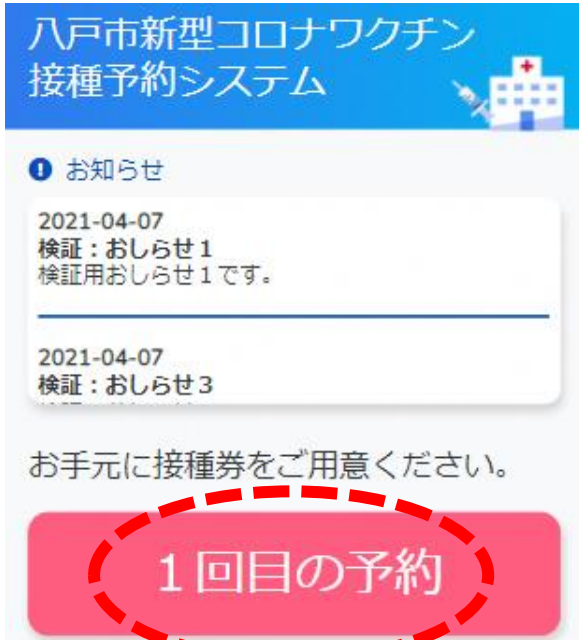 八戸市新型コロナワクチン
接種予約システム
お知らせ
2021-04-07
検証：おしらせ１
検証用おしらせ１です。
2021-04-07
検証：おしらせ３
お手元に接種券をご用意ください。
１回目の予約